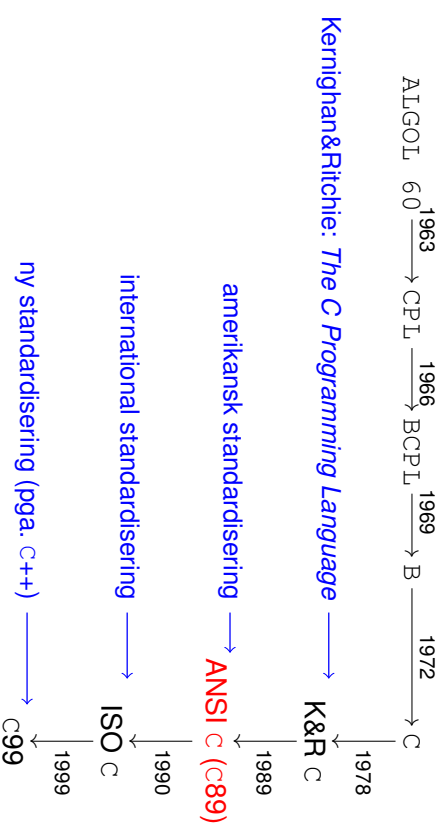 ALGOL 60 1963 CPL 1966 BCPL 1969 B 1972 C
1978
Kernighan&Ritchie: The C Programming Language K&R C
1989
amerikansk standardisering ANSI C (C89)
1990
international standardisering ISO C
1999
ny standardisering (pga. C++) C99